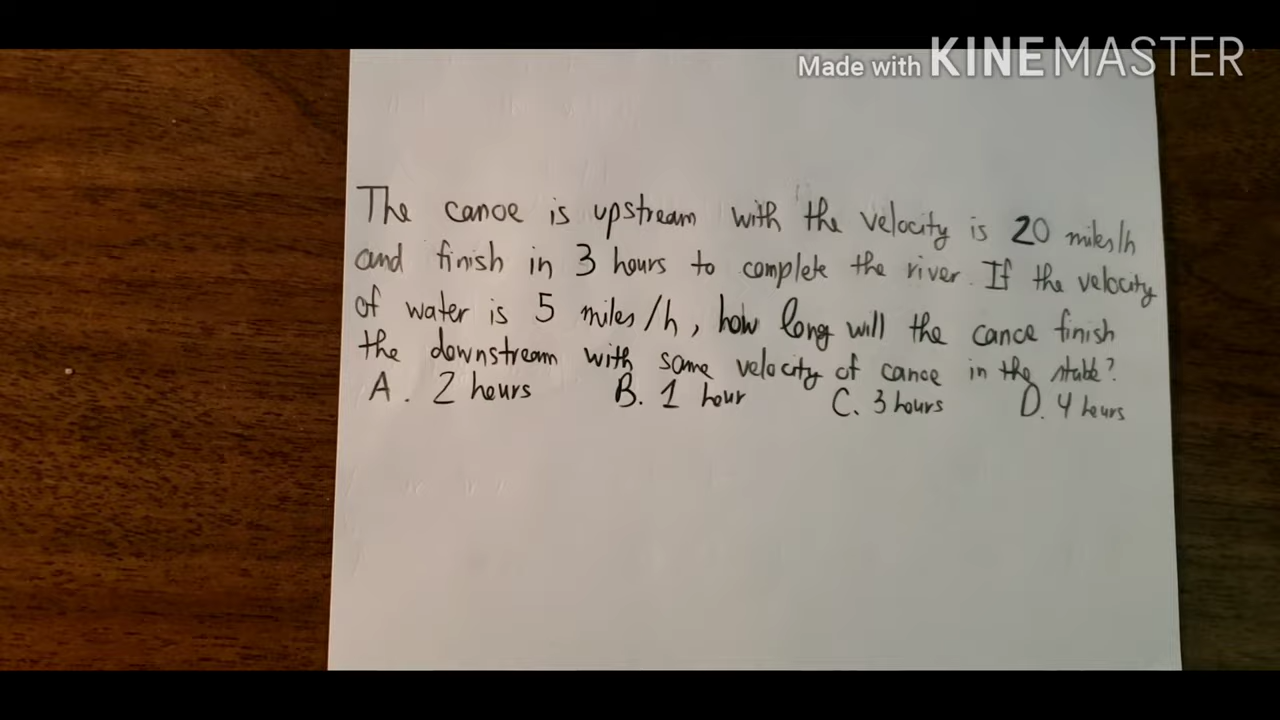 Made with KINEMASTER
The canoe is upstream with the velocity is 20 miles/h
and finish in 3 hours to complete the river. If the velocity
of water is 5 miles/h, how long will the canoe finish
the downstream with same velocity of canoe in the stable?
A. 2 hours B. 1 hour C. 3 hours D. 4 hours